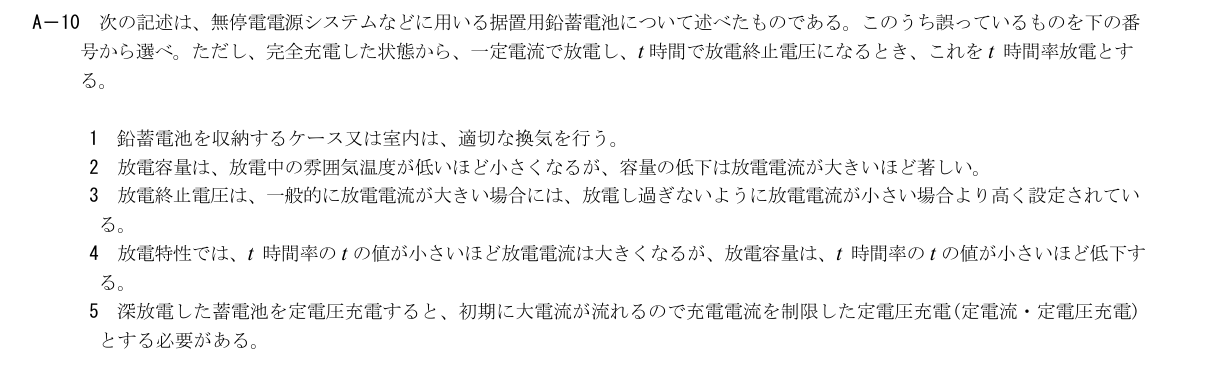 A－10 次の記述は、無停電電源システムなどに用いる据置用鉛蓄電池について述べたものである。このうち誤っているものを下の番
号から選べ。ただし、完全充電した状態から、一定電流で放電し、t 時間で放電終止電圧になるとき、これを t 時間率放電とす
る。
1 鉛蓄電池を収納するケース又は室内は、適切な換気を行う。
2 放電容量は、放電中の雰囲気温度が低いほど小さくなるが、容量の低下は放電電流が大きいほど著しい。
3 放電終止電圧は、一般的に放電電流が大きい場合には、放電し過ぎないように放電電流が小さい場合より高く設定されてい
る。
4 放電特性では、t 時間率の t の値が小さいほど放電電流は大きくなるが、放電容量は、t 時間率の t の値が小さいほど低下す
る。
5 深放電した蓄電池を定電圧充電すると、初期に大電流が流れるので充電電流を制限した定電圧充電(定電流・定電圧充電)
とする必要がある。